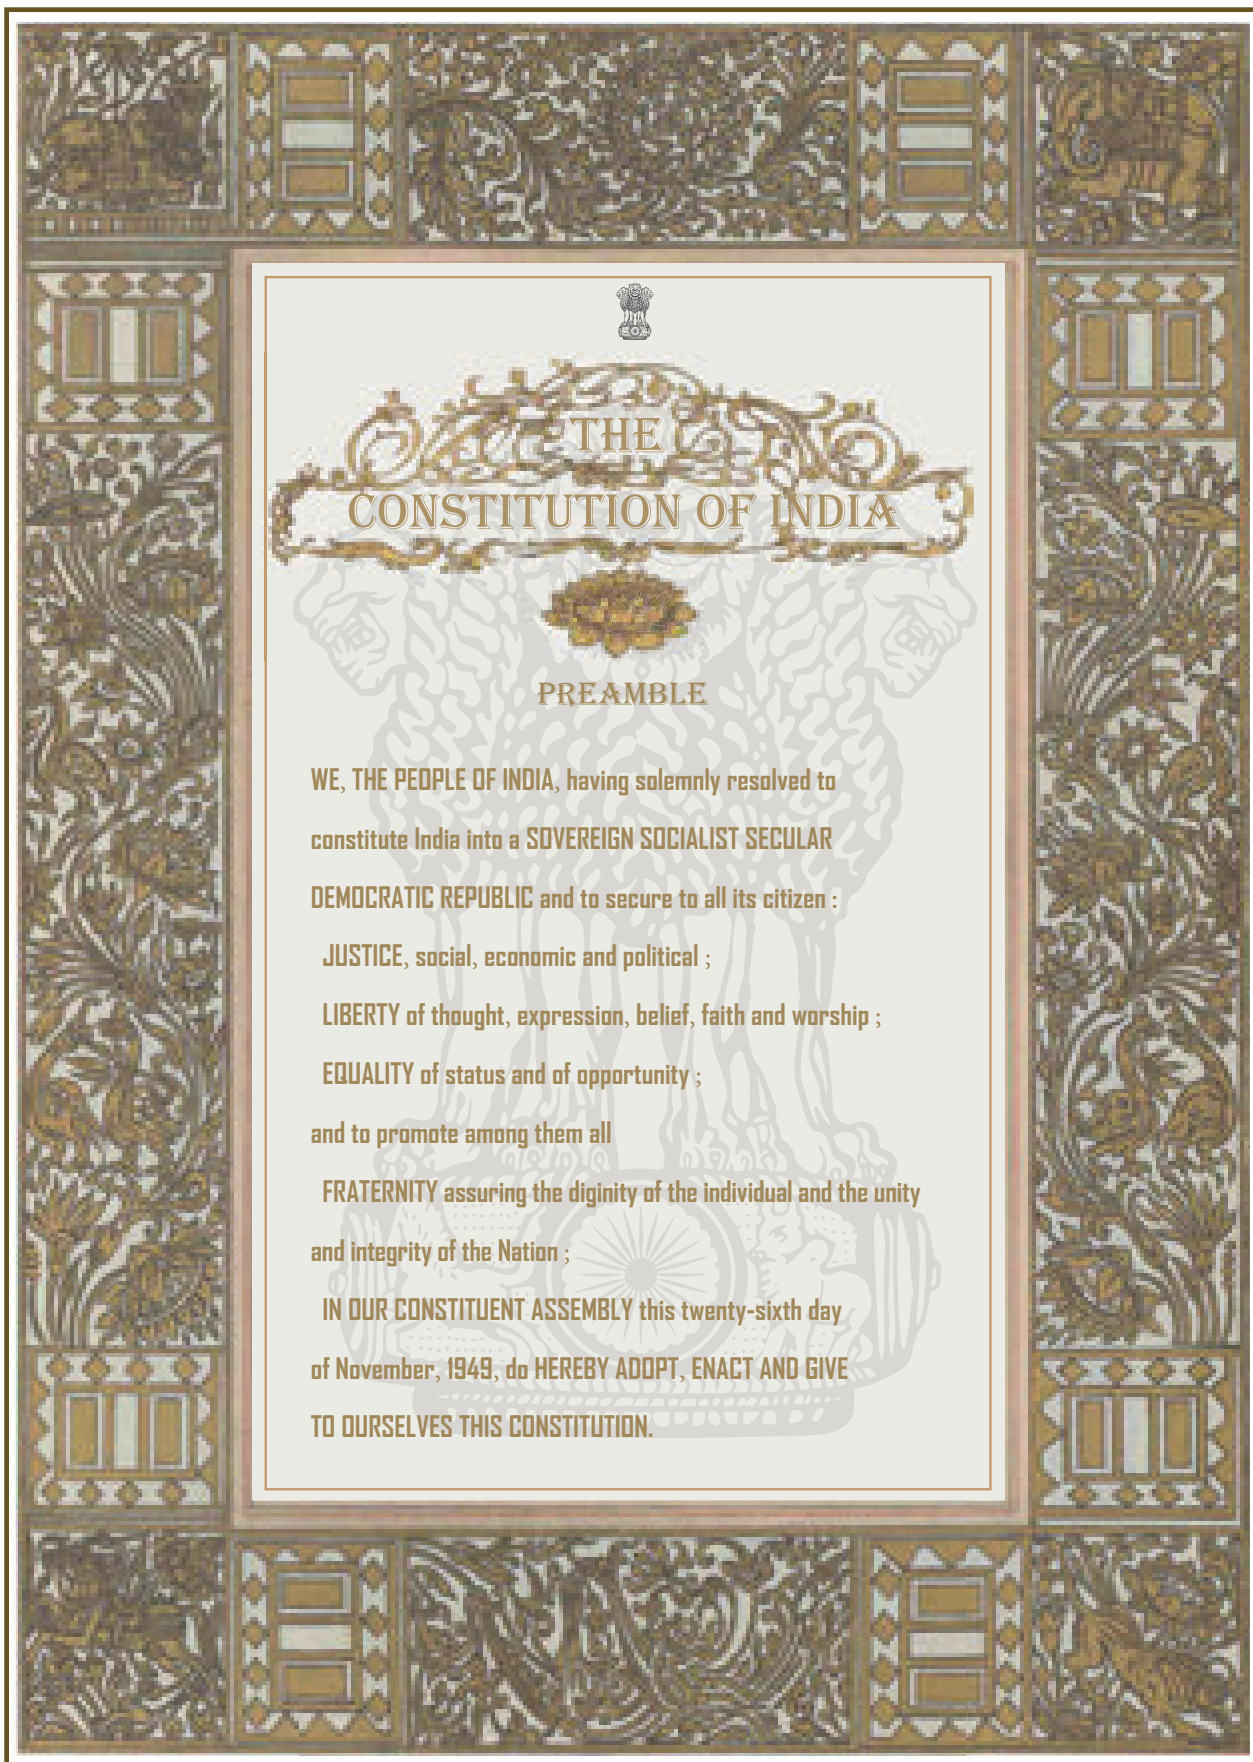 THE
CONSTITUTION OF INDIA
PREAMBLE
WE, THE PEOPLE OF INDIA, having solemnly resolved to
constitute India into a SOVEREIGN SOCIALIST SECULAR
DEMOCRATIC REPUBLIC and to secure to all its citizen :
JUSTICE, social, economic and political ;
LIBERTY of thought, expression, belief, faith and worship ;
EQUALITY of status and of opportunity ;
and to promote among them all
FRATERNITY assuring the diginity of the individual and the unity
and integrity of the Nation ;
IN OUR CONSTITUENT ASSEMBLY this twenty-sixth day
of November, 1949, do HEREBY ADOPT, ENACT AND GIVE
TO OURSELVES THIS CONSTITUTION.